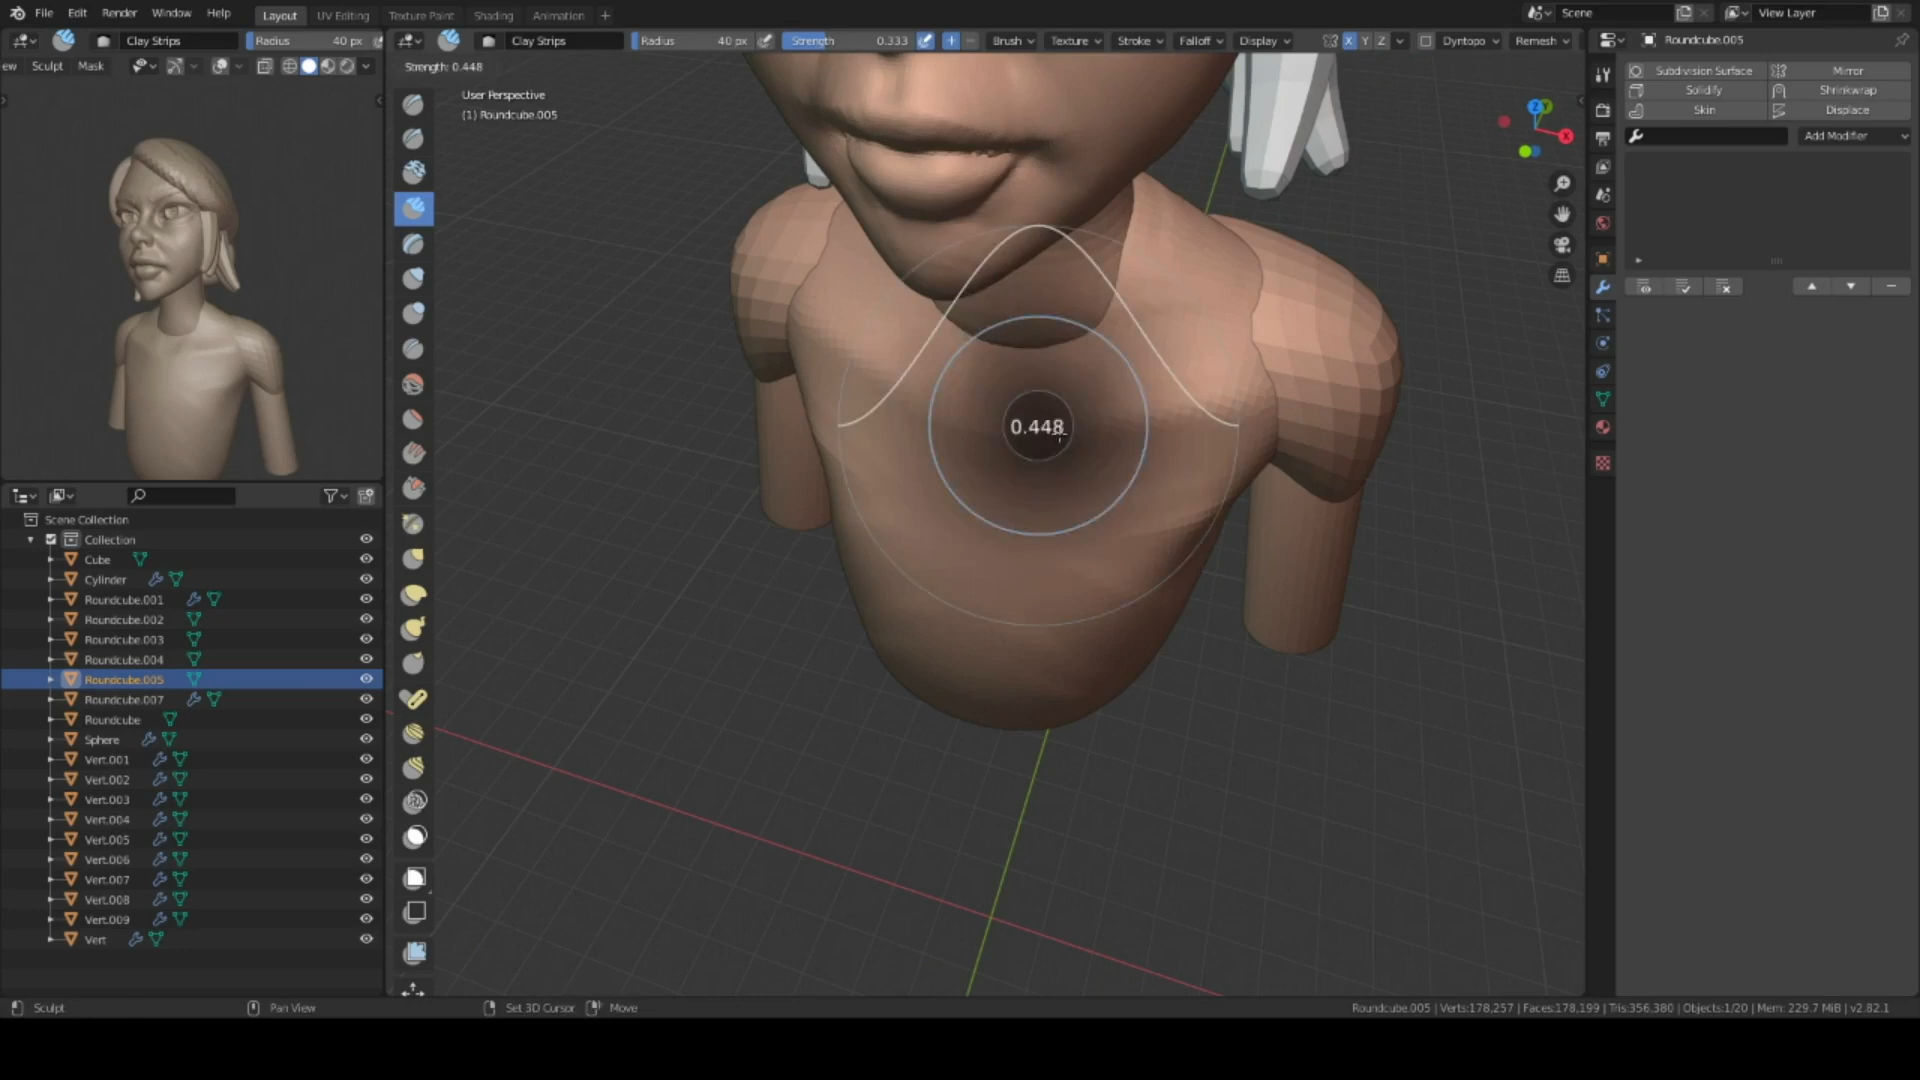 File Edit Render Window Help Layout UV Editing Texture Paint Shading Animation + Scene View Layer
Clay Strips Radius 40 px Clay Strips Radius 40 px Strength 0.333 Brush Texture Stroke Falloff Display X Y Z Dyntopo Remesh Roundcube.005
ew Sculpt Mask Strength: 0.448
Subdivision Surface Mirror
Solidify Shrinkwrap
Skin Displace
Add Modifier
User Perspective
(1) Roundcube.005
Z Y X
0.448
Scene Collection
Collection
Cube
Cylinder
Roundcube.001
Roundcube.002
Roundcube.003
Roundcube.004
Roundcube.005
Roundcube.007
Roundcube
Sphere
Vert.001
Vert.002
Vert.003
Vert.004
Vert.005
Vert.006
Vert.007
Vert.008
Vert.009
Vert
Sculpt Pan View Set 3D Cursor Move Roundcube.005 | Verts:178,257 | Faces:178,199 | Tris:356,380 | Objects:1/20 | Mem: 229.7 MiB | v2.82.1